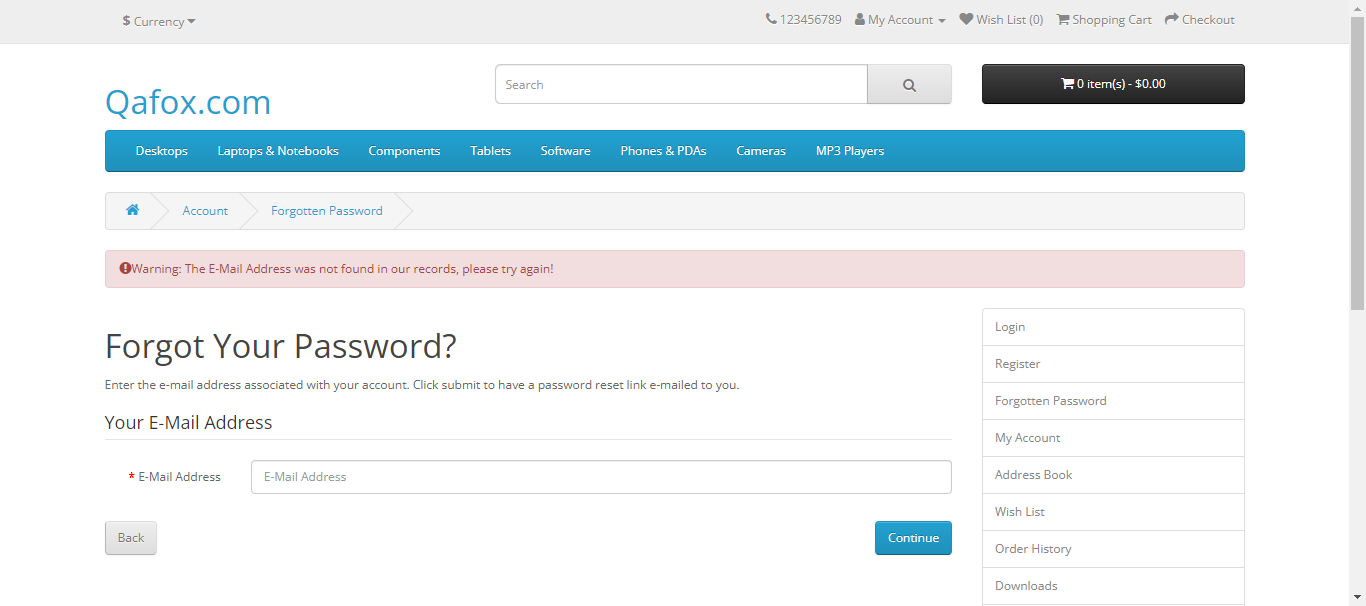 $ Currency
123456789 My Account Wish List (0) Shopping Cart Checkout
Qafox.com
Search
0 item(s) - $0.00
Desktops Laptops & Notebooks Components Tablets Software Phones & PDAs Cameras MP3 Players
Account Forgotten Password
Warning: The E-Mail Address was not found in our records, please try again!
Forgot Your Password?
Enter the e-mail address associated with your account. Click submit to have a password reset link e-mailed to you.
Your E-Mail Address
* E-Mail Address
E-Mail Address
Back
Continue
Login
Register
Forgotten Password
My Account
Address Book
Wish List
Order History
Downloads